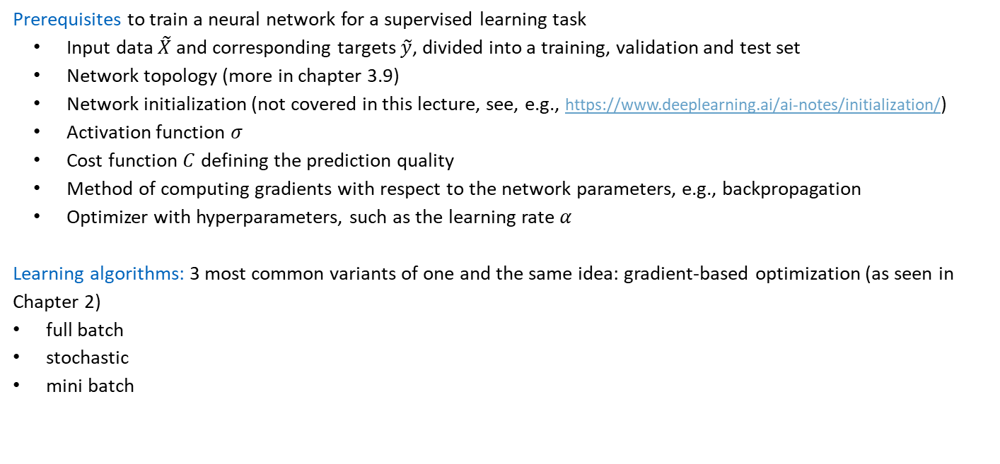 Prerequisites to train a neural network for a supervised learning task
• Input data X̃ and corresponding targets ỹ, divided into a training, validation and test set
• Network topology (more in chapter 3.9)
• Network initialization (not covered in this lecture, see, e.g., https://www.deeplearning.ai/ai-notes/initialization/)
• Activation function σ
• Cost function C defining the prediction quality
• Method of computing gradients with respect to the network parameters, e.g., backpropagation
• Optimizer with hyperparameters, such as the learning rate α
Learning algorithms: 3 most common variants of one and the same idea: gradient-based optimization (as seen in
Chapter 2)
• full batch
• stochastic
• mini batch